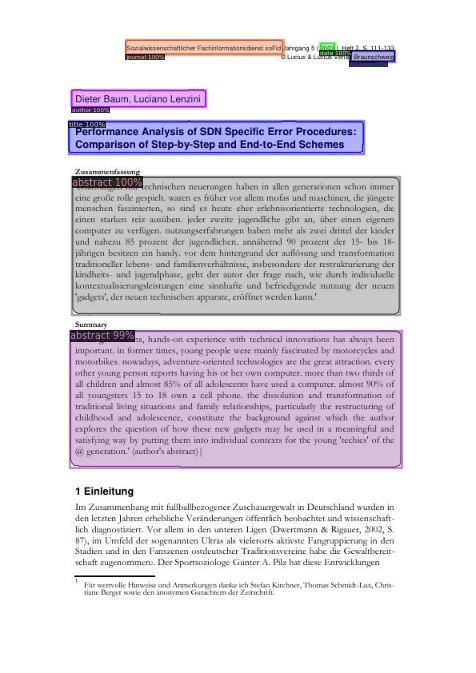 Sozialwissenschaftlicher Fachinformationsdienst soFid Jahrgang 5 ( ), Heft 2, S. 111-133
journal 100%
date 100%
© Lucius & Lucius Verlag Braunschweig
Dieter Baum, Luciano Lenzini
author 100%
title 100%
Performance Analysis of SDN Specific Error Procedures:
Comparison of Step-by-Step and End-to-End Schemes
Zusammenfassung
abstract 100%
technischen neuerungen haben in allen generationen schon immer
eine große rolle gespielt. waren es früher vor allem mofas und maschinen, die jüngere
menschen faszinierten, so sind es heute eher erlebnisorientierte technologien, die
einen starken reiz ausüben. jeder zweite jugendliche gibt an, über einen eigenen
computer zu verfügen. nutzungserfahrungen haben mehr als zwei drittel der kinder
und nahezu 85 prozent der jugendlichen. annähernd 90 prozent der 15- bis 18-
jährigen besitzen ein handy. vor dem hintergrund der auflösung und transformation
traditioneller lebens- und familienverhältnisse, insbesondere der restrukturierung der
kindheits- und jugendphase, geht der autor der frage nach, wie durch individuelle
kontextualisierungsleistungen eine sinnhafte und befriedigende nutzung der neuen
'gadgets', der neuen technischen apparate, eröffnet werden kann.'
Summary
abstract 99%
hands-on experience with technical innovations has always been
important. in former times, young people were mainly fascinated by motorcycles and
motorbikes. nowadays, adventure-oriented technologies are the great attraction. every
other young person reports having his or her own computer. more than two thirds of
all children and almost 85% of all adolescents have used a computer. almost 90% of
all youngsters 15 to 18 own a cell phone. the dissolution and transformation of
traditional living situations and family relationships, particularly the restructuring of
childhood and adolescence, constitute the background against which the author
explores the question of how these new gadgets may be used in a meaningful and
satisfying way by putting them into individual contexts for the young 'techies' of the
@ generation.' (author's abstract)|
1 Einleitung
Im Zusammenhang mit fußballbezogener Zuschauergewalt in Deutschland wurden in
den letzten Jahren erhebliche Veränderungen öffentlich beobachtet und wissenschaft-
lich diagnostiziert. Vor allem in den unteren Ligen (Dwertmann & Rigauer, 2002, S.
87), im Umfeld der sogenannten Ultras als vielerorts aktivste Fangruppierung in den
Stadien und in den Fanszenen ostdeutscher Traditionsvereine habe die Gewaltbereit-
schaft zugenommen. Der Sportsoziologe Gunter A. Pilz hat diese Entwicklungen
1 Für wertvolle Hinweise und Anmerkungen danke ich Stefan Kirchner, Thomas Schmidt-Lux, Chris-
tiane Berger sowie den anonymen Gutachtern der Zeitschrift.